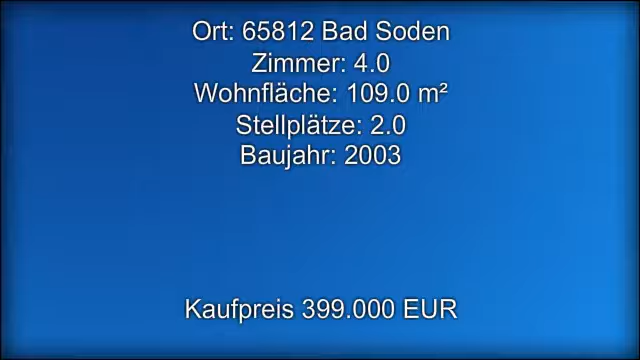 Ort: 65812 Bad Soden
Zimmer: 4.0
Wohnfläche: 109.0 m²
Stellplätze: 2.0
Baujahr: 2003
Kaufpreis 399.000 EUR